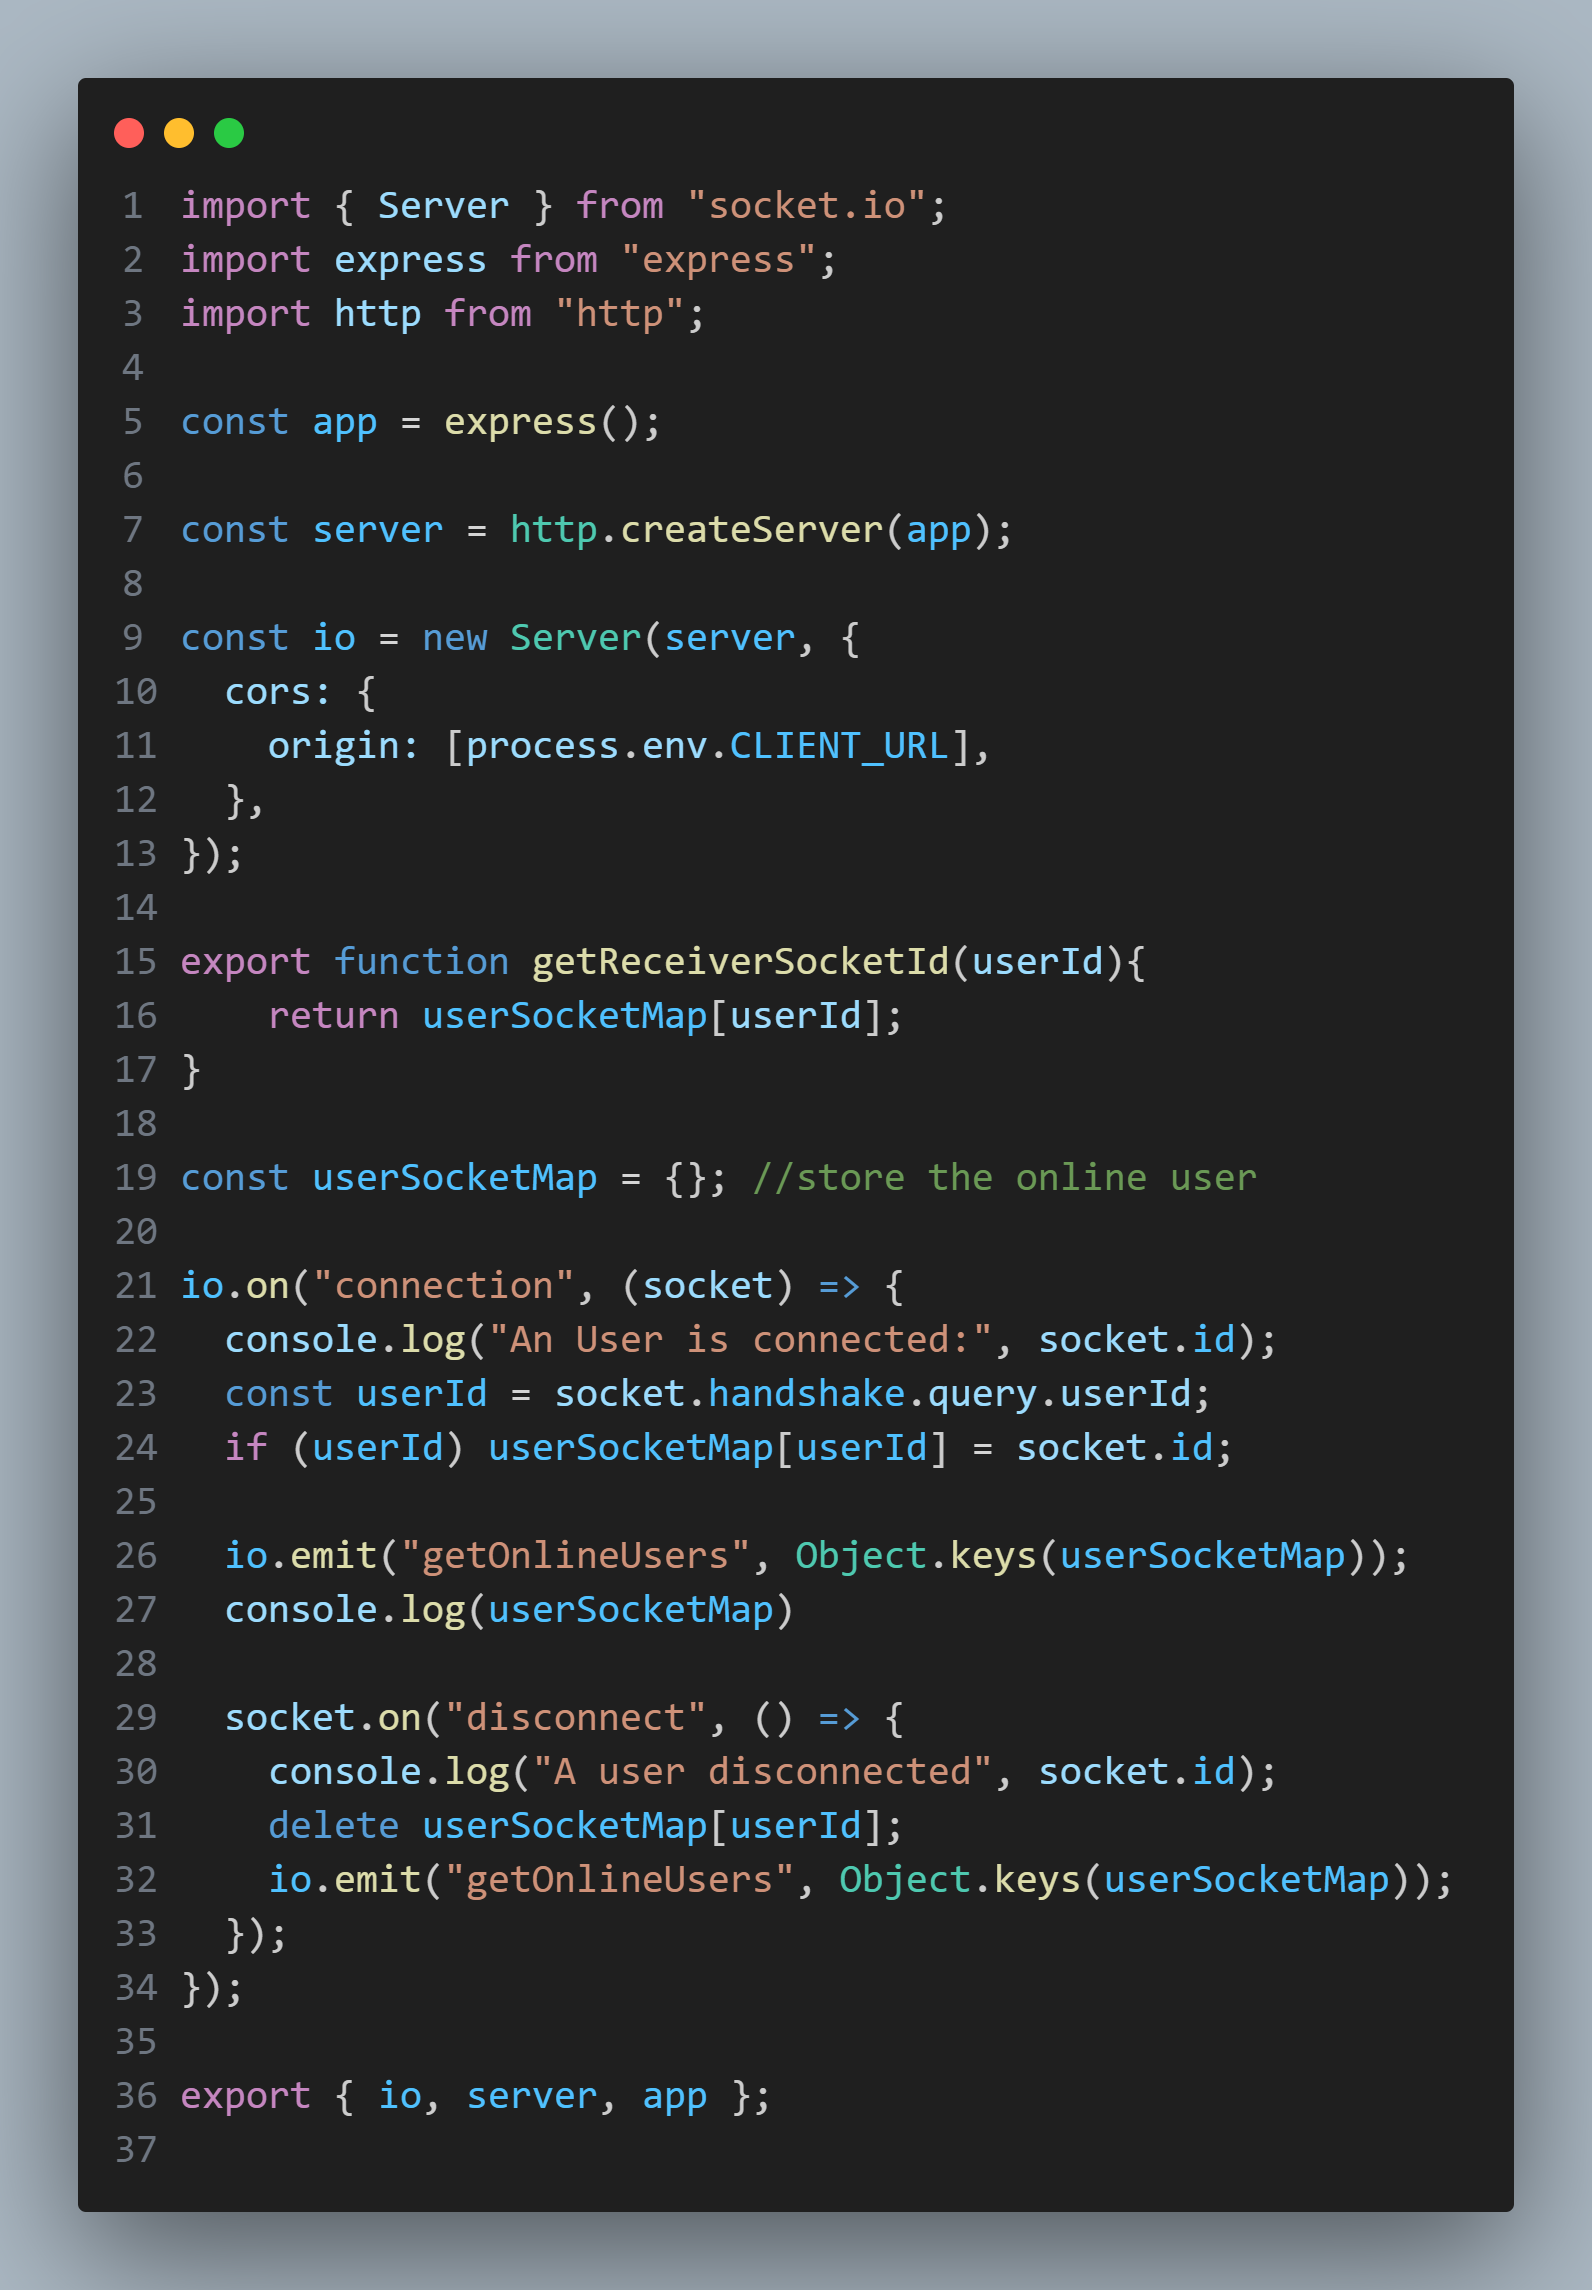 1 import { Server } from "socket.io";
2 import express from "express";
3 import http from "http";
4
5 const app = express();
6
7 const server = http.createServer(app);
8
9 const io = new Server(server, {
10   cors: {
11     origin: [process.env.CLIENT_URL],
12   },
13 });
14
15 export function getReceiverSocketId(userId){
16     return userSocketMap[userId];
17 }
18
19 const userSocketMap = {}; //store the online user
20
21 io.on("connection", (socket) => {
22   console.log("An User is connected:", socket.id);
23   const userId = socket.handshake.query.userId;
24   if (userId) userSocketMap[userId] = socket.id;
25
26   io.emit("getOnlineUsers", Object.keys(userSocketMap));
27   console.log(userSocketMap)
28
29   socket.on("disconnect", () => {
30     console.log("A user disconnected", socket.id);
31     delete userSocketMap[userId];
32     io.emit("getOnlineUsers", Object.keys(userSocketMap));
33   });
34 });
35
36 export { io, server, app };
37